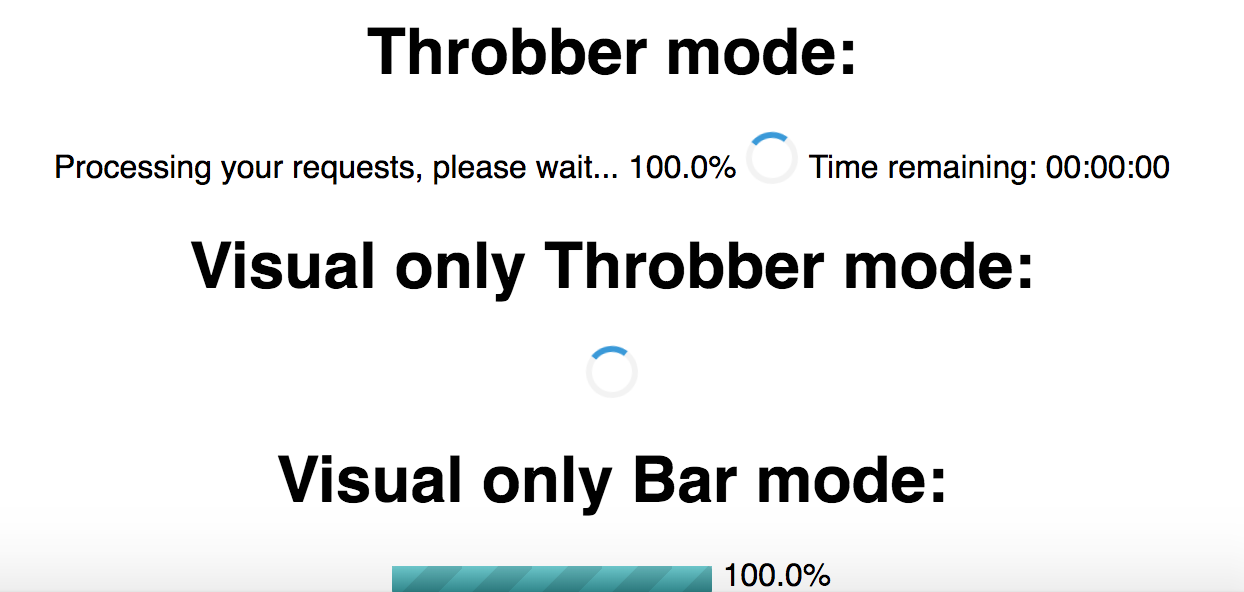 Throbber mode:
Processing your requests, please wait... 100.0% Time remaining: 00:00:00
Visual only Throbber mode:
Visual only Bar mode:
100.0%